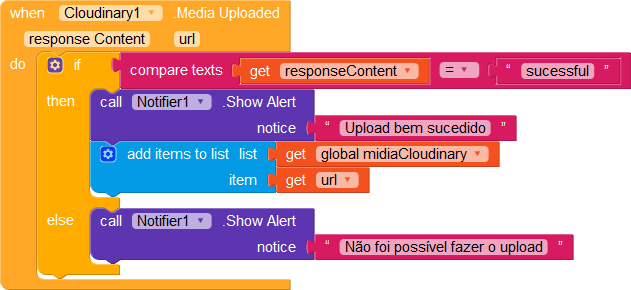 when Cloudinary1 .Media Uploaded
response Content url
do if compare texts get responseContent = " sucessful "
then call Notifier1 .Show Alert
notice " Upload bem sucedido "
add items to list list get global midiaCloudinary
item get url
else call Notifier1 .Show Alert
notice " Não foi possível fazer o upload "